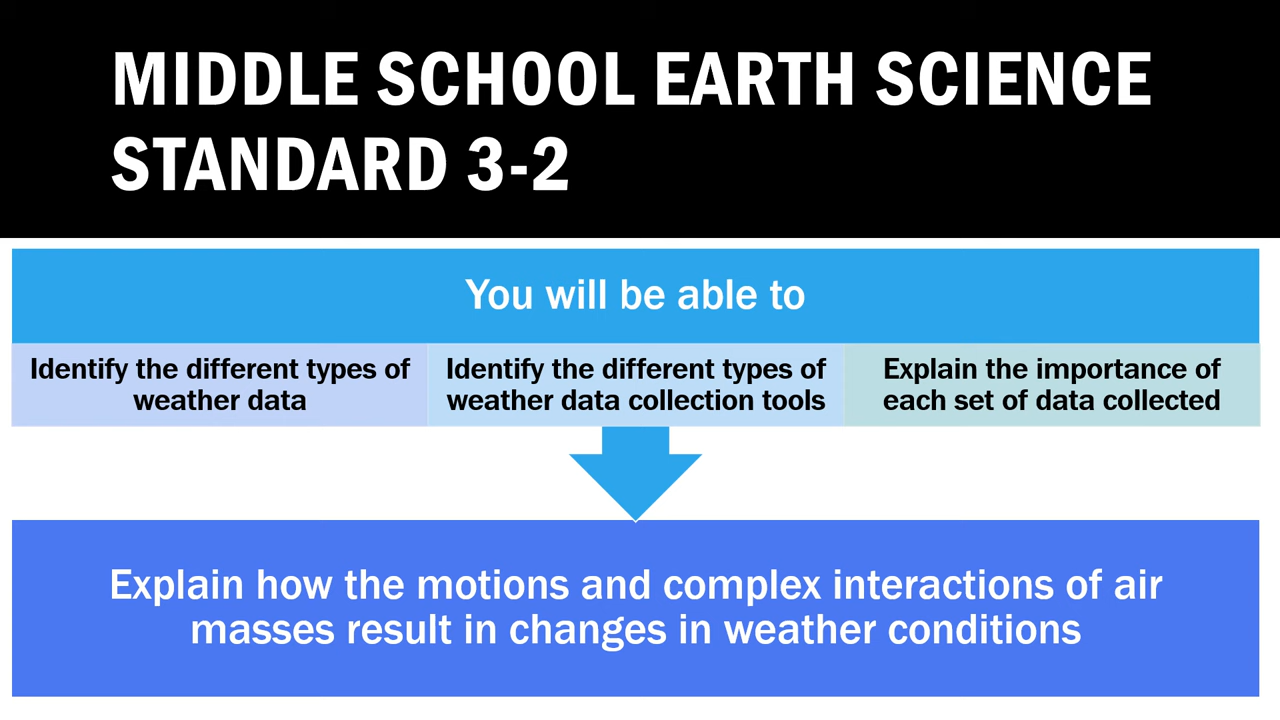 MIDDLE SCHOOL EARTH SCIENCE
STANDARD 3-2
You will be able to
Identify the different types of
weather data
Identify the different types of
weather data collection tools
Explain the importance of
each set of data collected
Explain how the motions and complex interactions of air
masses result in changes in weather conditions